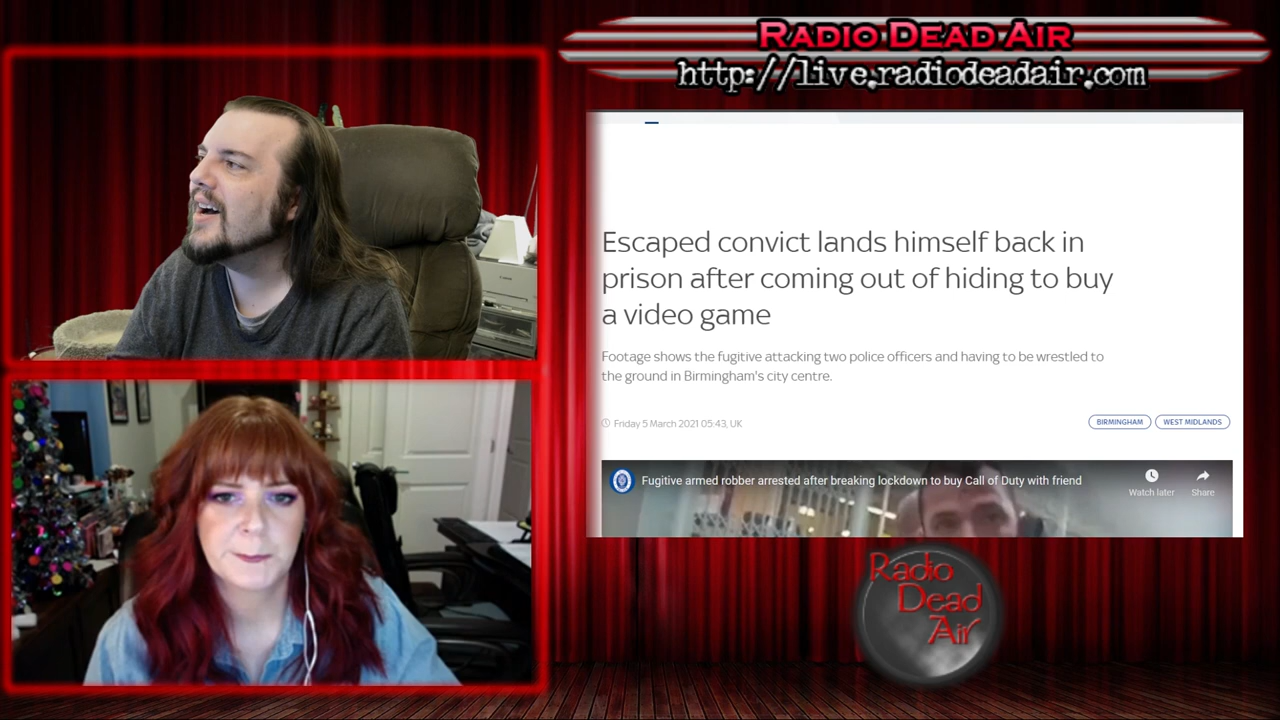 Radio Dead Air
http://live.radiodeadair.com
Escaped convict lands himself back in
prison after coming out of hiding to buy
a video game
Footage shows the fugitive attacking two police officers and having to be wrestled to
the ground in Birmingham's city centre.
Friday 5 March 2021 05:43, UK
BIRMINGHAM
WEST MIDLANDS
Fugitive armed robber arrested after breaking lockdown to buy Call of Duty with friend
Watch later
Share
Radio
Dead
Air